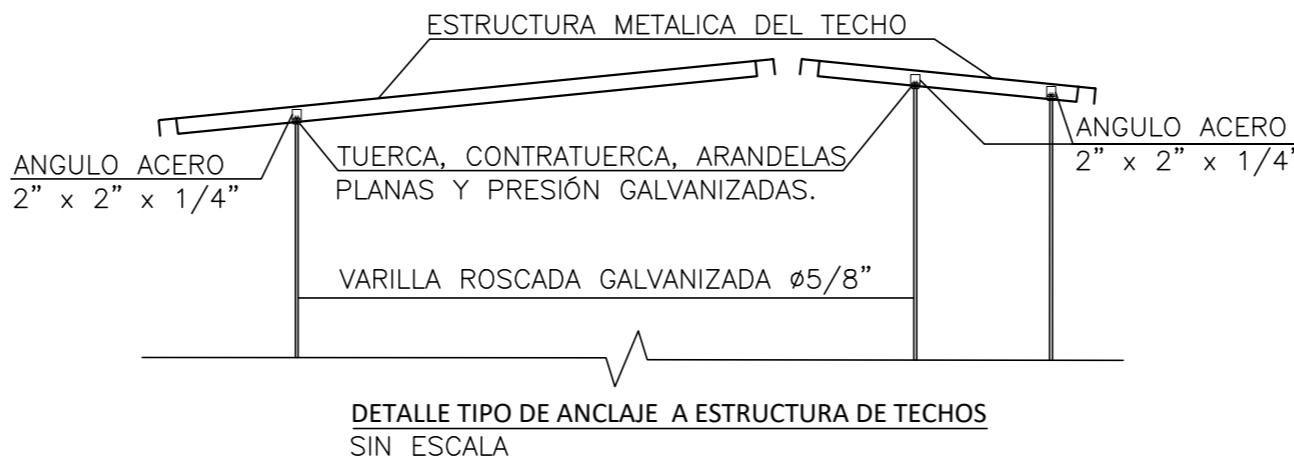 ESTRUCTURA METALICA DEL TECHO
ANGULO ACERO
2” x 2” x 1/4”
TUERCA, CONTRATUERCA, ARANDELAS
PLANAS Y PRESIÓN GALVANIZADAS.
ANGULO ACERO
2” x 2” x 1/4”
VARILLA ROSCADA GALVANIZADA ø5/8”
DETALLE TIPO DE ANCLAJE A ESTRUCTURA DE TECHOS
SIN ESCALA